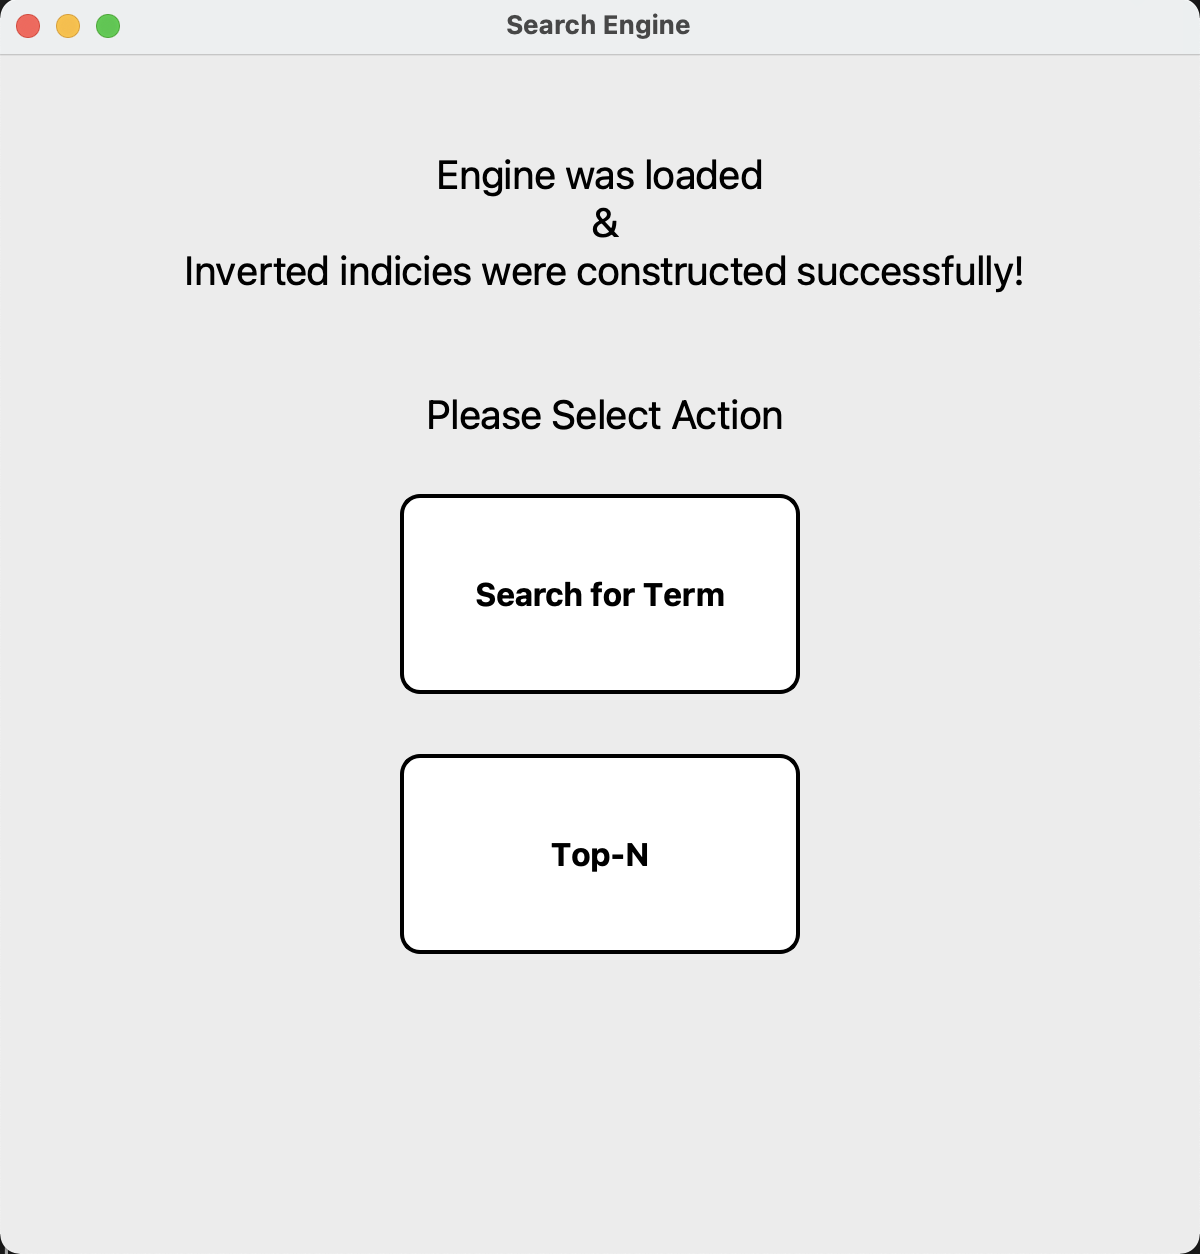 Search Engine
Engine was loaded
&
Inverted indicies were constructed successfully!
Please Select Action
Search for Term
Top-N